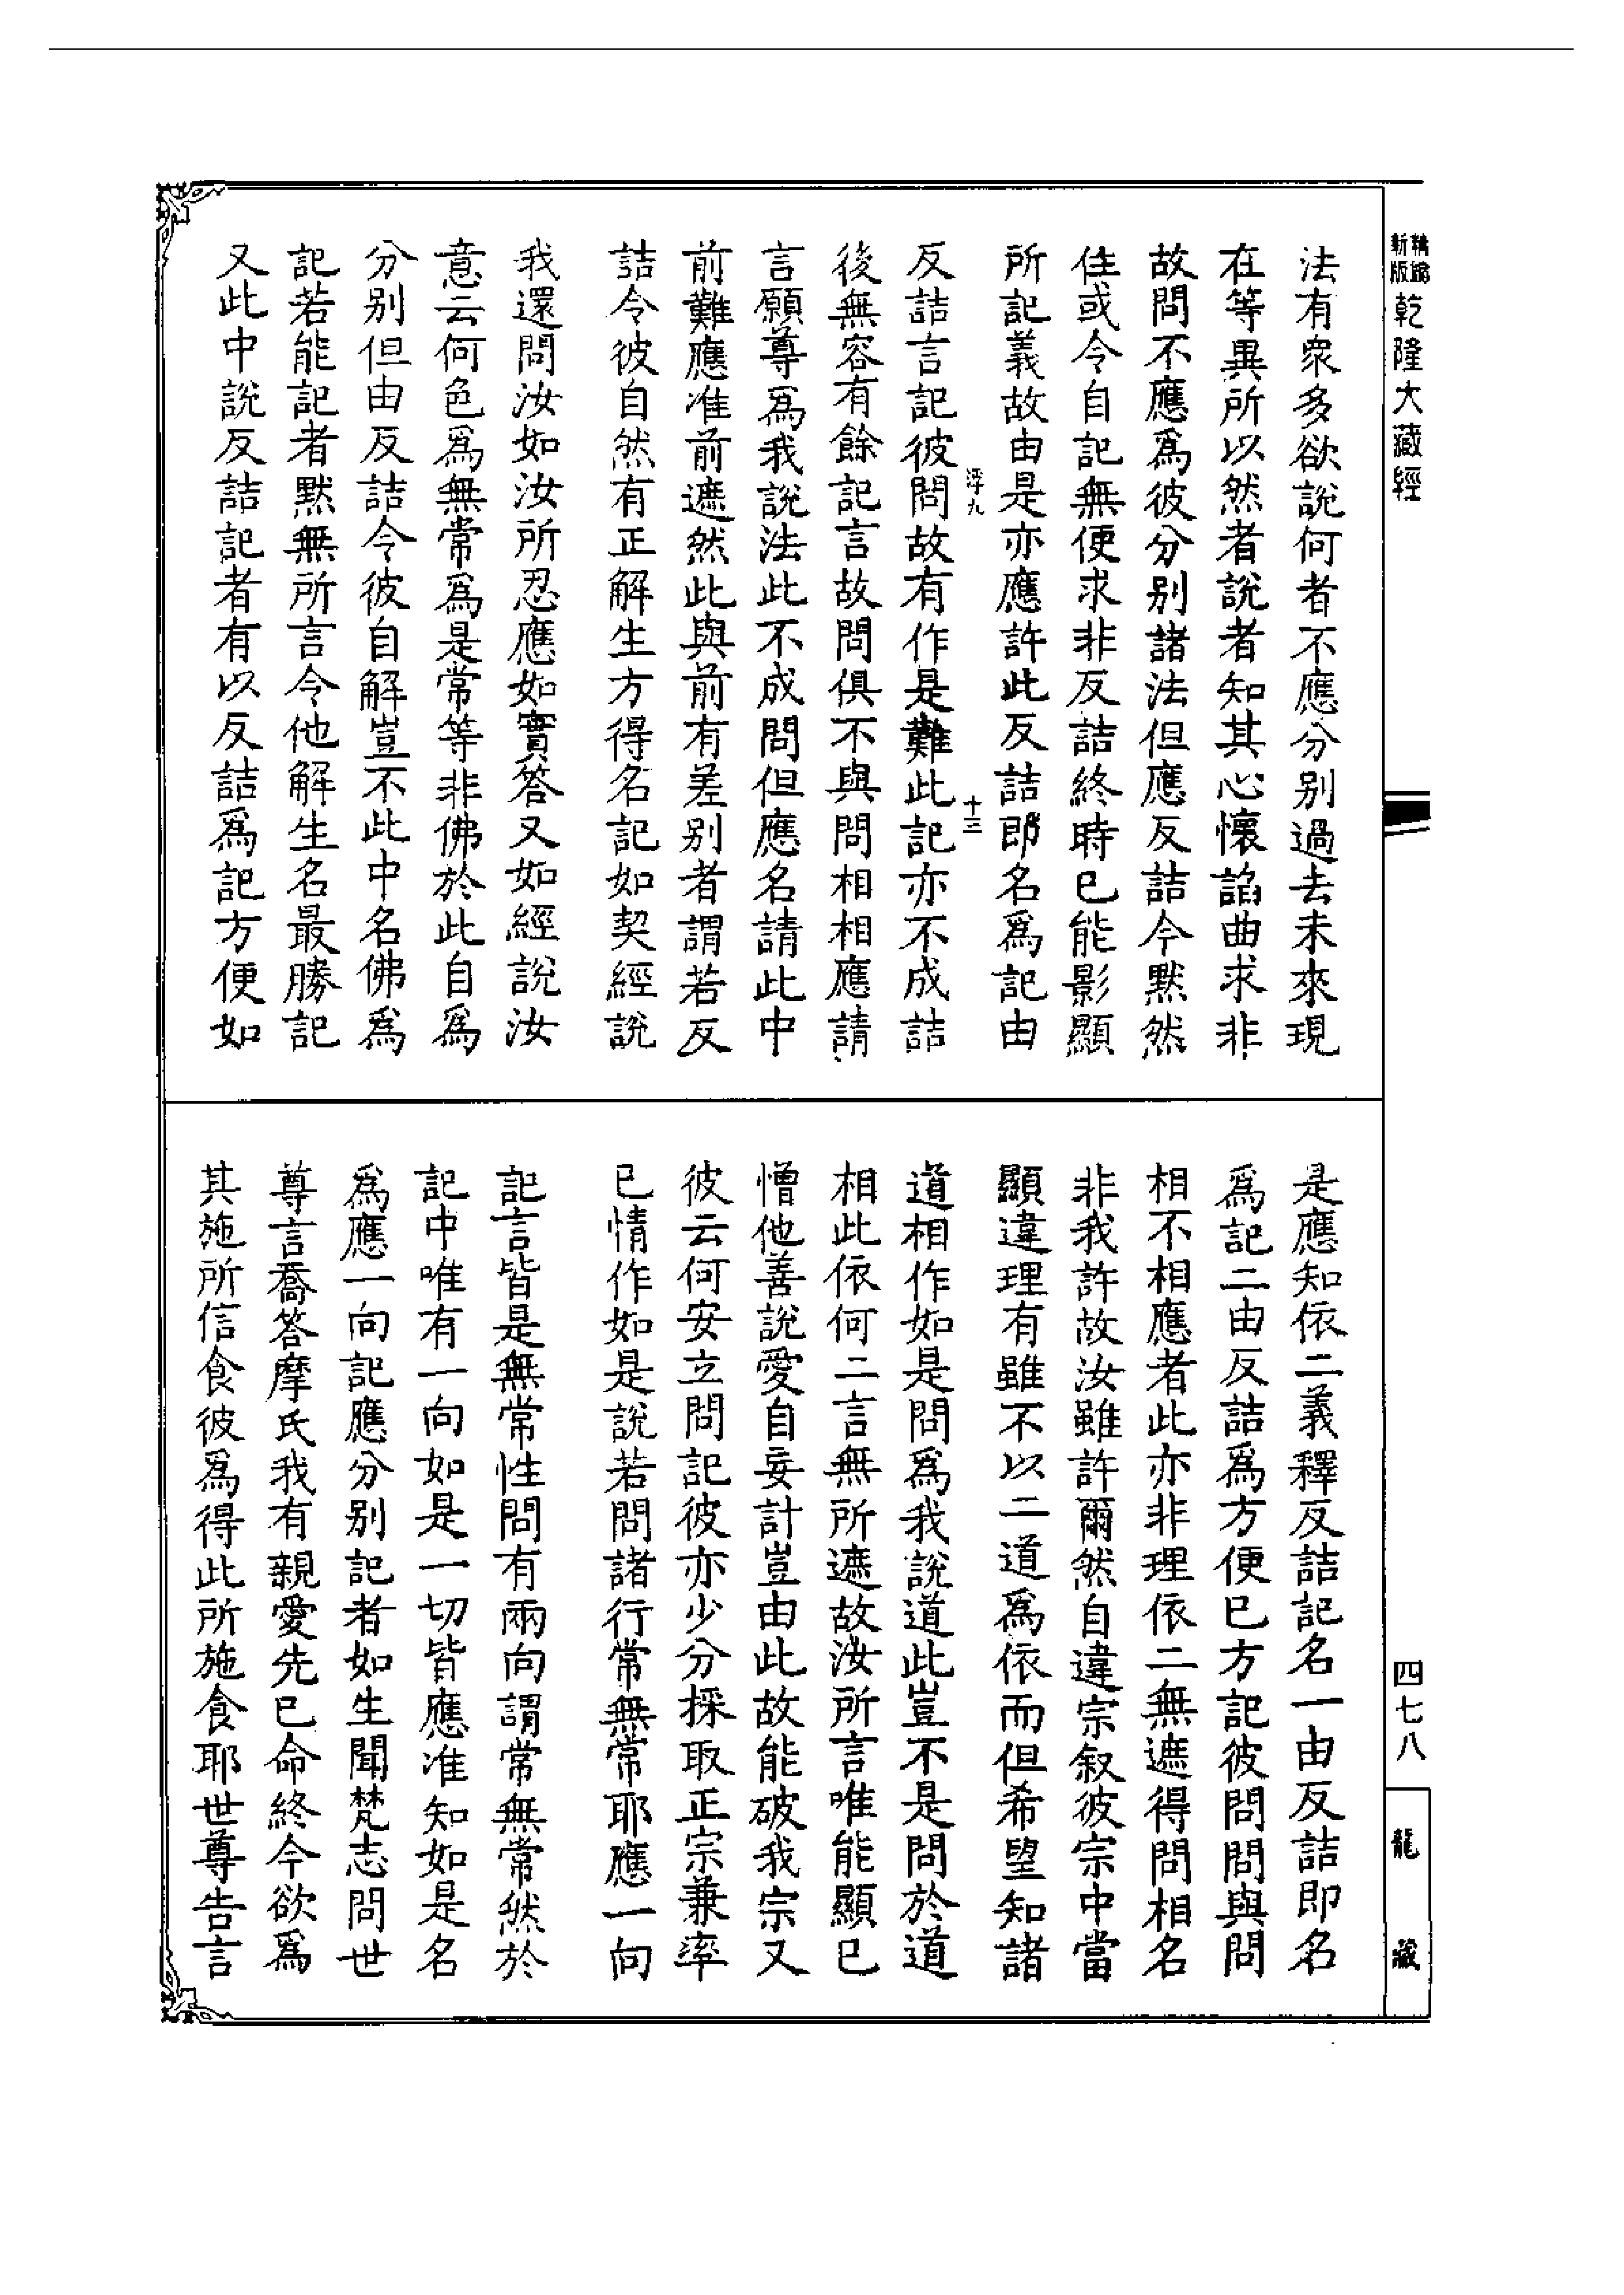 新編
縮版
乾隆大藏經
法有眾多欲說何者不應分別過去未來現
在等異所以然者說者知其心懷諂曲求非
故問不應爲彼分別諸法但應反詰令默然
住或令自記無便求非反詰終時已能影顯
所記義故由是亦應許此反詰即名爲記由
浮九
十三
反詰言記彼問故有作是難此記亦不成詰
後無容有餘記言故問俱不與問相相應請
言願尊爲我說法此不成問但應名請此中
前難應准前遮然此與前有差別者謂若反
詰令彼自然有正解生方得名記如契經說
我還問汝如汝所忍應如實答又如經說汝
意云何色爲無常爲是常等非佛於此自爲
分別但由反詰令彼自解豈不此中名佛爲
記若能記者默無所言令他解生名最勝記
又此中說反詰記者有以反詰爲記方便如
是應知依二義釋反詰記名一由反詰即名
爲記二由反詰爲方便已方記彼問問與問
相不相應者此亦非理依二無遮得問相名
非我許故汝雖許爾然自違宗叙彼宗中當
顯違理有雖不以二道爲依而但希望知諸
道相作如是問爲我說道此豈不是問於道
相此依何二言無所遮故汝所言唯能顯已
憎他善說愛自妄計豈由此故能破我宗又
彼云何安立問記彼亦少分採取正宗兼率
已情作如是說若問諸行常無常耶應一向
記言皆是無常性問有兩向謂常無常然於
記中唯有一向如是一切皆應准知如是名
爲應一向記應分別記者如生聞梵志問世
尊言喬答摩氏我有親愛先已命終今欲爲
其施所信食彼爲得此所施食耶世尊告言
四七八
龍藏